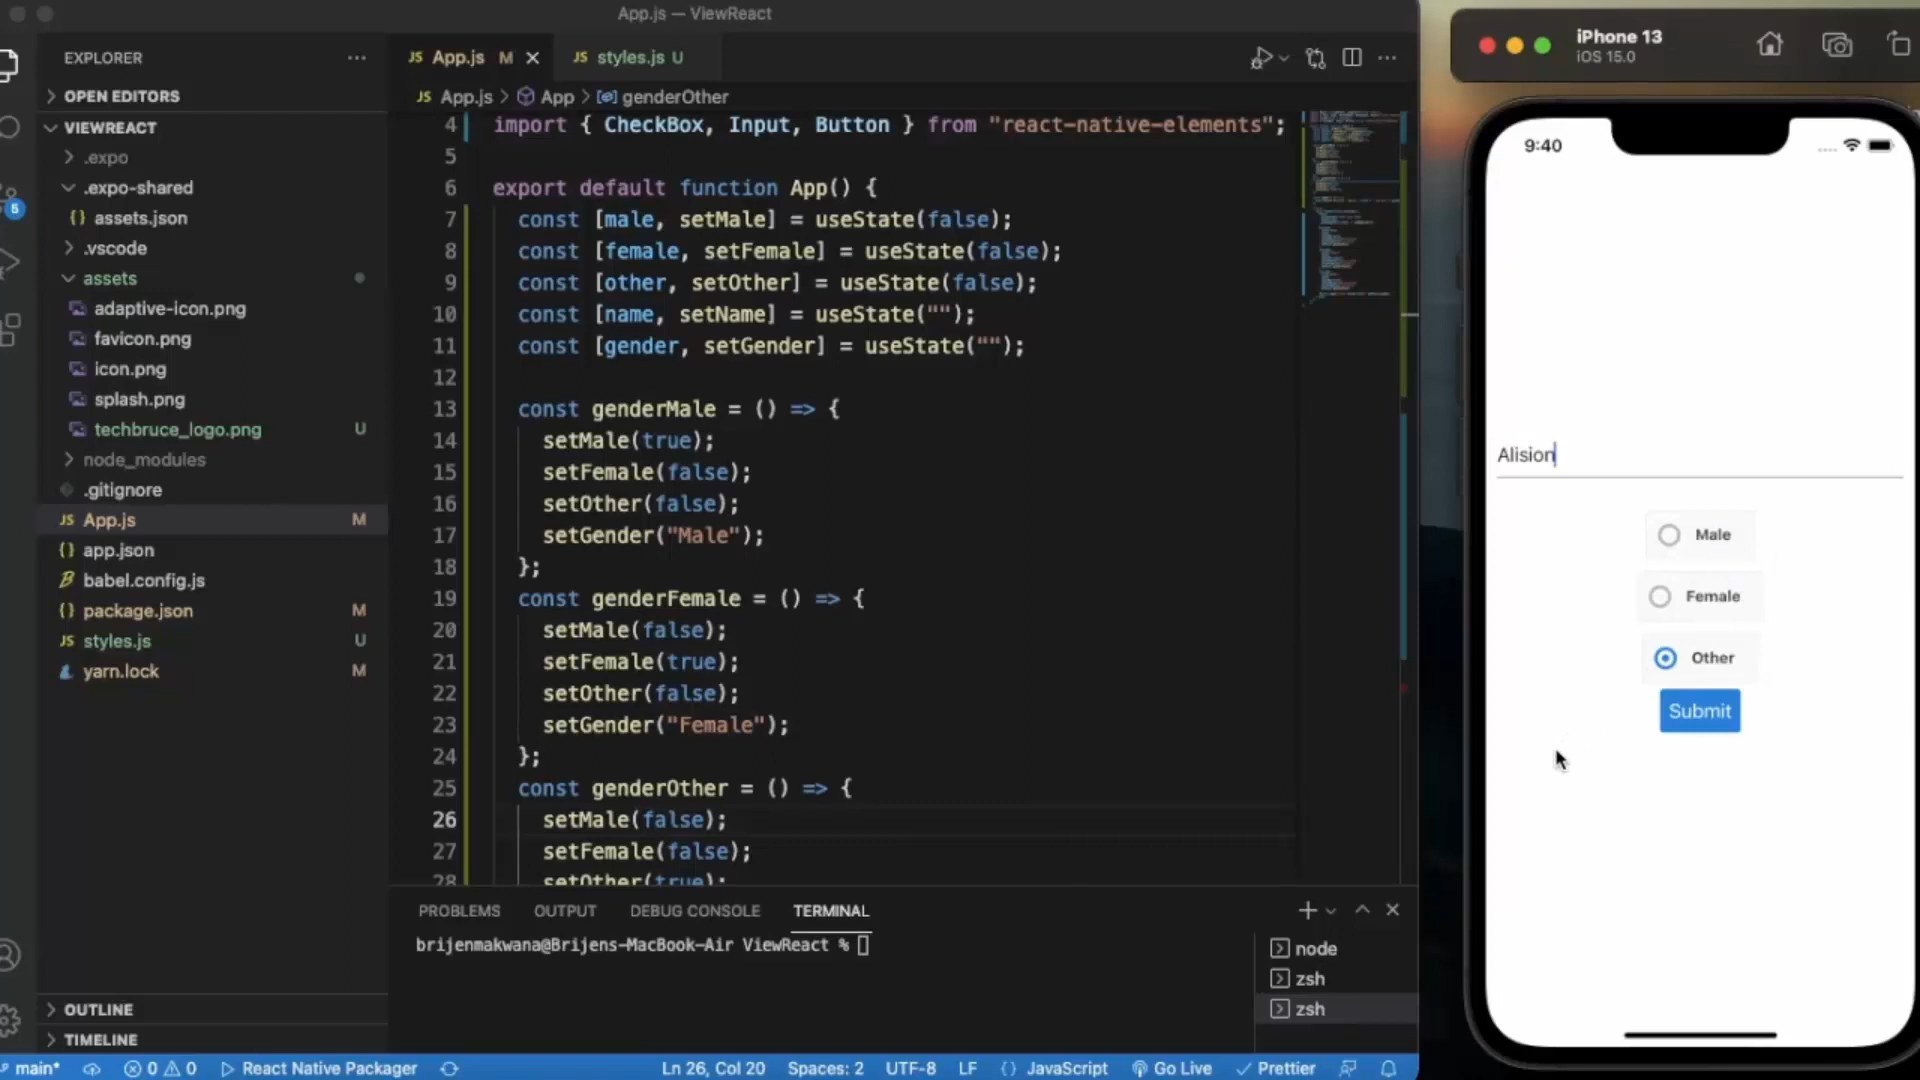 App.js — ViewReact
EXPLORER
OPEN EDITORS
VIEWREACT
.expo
.expo-shared
assets.json
.vscode
assets
adaptive-icon.png
favicon.png
icon.png
splash.png
techbruce_logo.png U
node_modules
.gitignore
JS App.js M
app.json
babel.config.js
package.json M
JS styles.js U
yarn.lock M
OUTLINE
TIMELINE
5
JS App.js M
JS styles.js U
JS App.js > App > genderOther
4 import { CheckBox, Input, Button } from "react-native-elements";
5
6 export default function App() {
7 const [male, setMale] = useState(false);
8 const [female, setFemale] = useState(false);
9 const [other, setOther] = useState(false);
10 const [name, setName] = useState("");
11 const [gender, setGender] = useState("");
12
13 const genderMale = () => {
14 setMale(true);
15 setFemale(false);
16 setOther(false);
17 setGender("Male");
18 };
19 const genderFemale = () => {
20 setMale(false);
21 setFemale(true);
22 setOther(false);
23 setGender("Female");
24 };
25 const genderOther = () => {
26 setMale(false);
27 setFemale(false);
28 setOther(true);
PROBLEMS OUTPUT DEBUG CONSOLE TERMINAL
brijenmakwana@Brijens-MacBook-Air ViewReact %
node
zsh
zsh
main* 0 0 React Native Packager Ln 26, Col 20 Spaces: 2 UTF-8 LF {} JavaScript Go Live Prettier
iPhone 13
iOS 15.0
9:40
Alision
Male
Female
Other
Submit